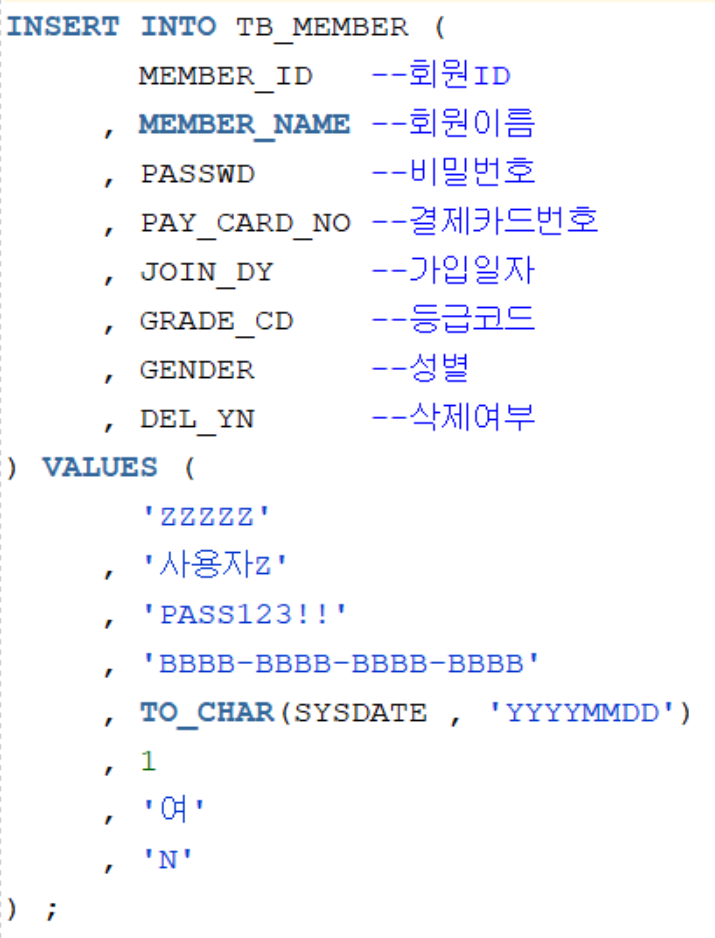 INSERT INTO TB_MEMBER (
MEMBER_ID --회원ID
, MEMBER_NAME --회원이름
, PASSWD --비밀번호
, PAY_CARD_NO --결제카드번호
, JOIN_DY --가입일자
, GRADE_CD --등급코드
, GENDER --성별
, DEL_YN --삭제여부
) VALUES (
'ZZZZZ'
, '사용자Z'
, 'PASS123!!'
, 'BBBB-BBBB-BBBB-BBBB'
, TO_CHAR(SYSDATE , 'YYYYMMDD')
, 1
, '여'
, 'N'
) ;